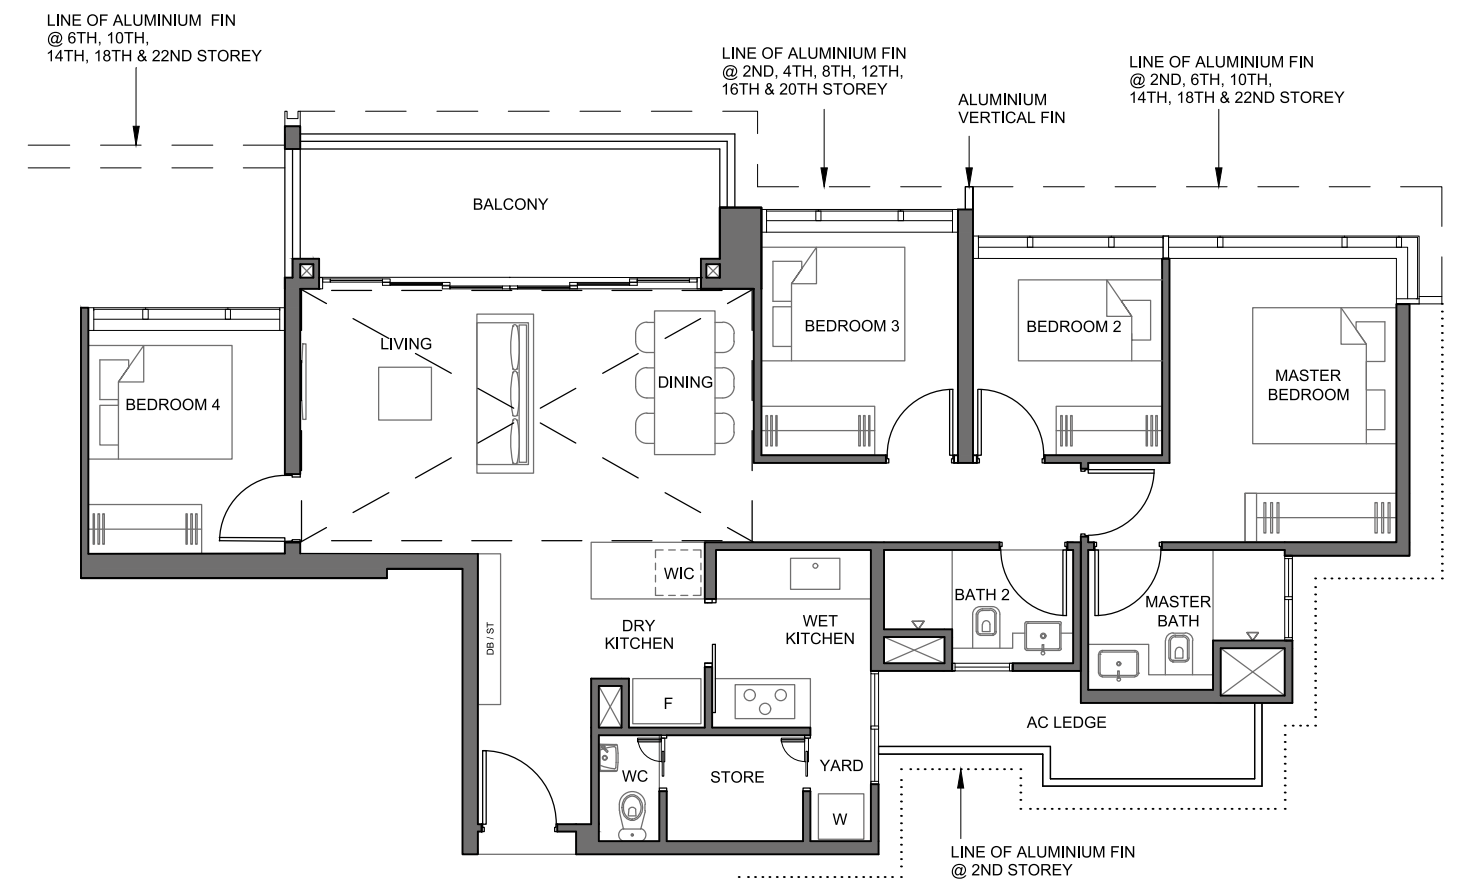 LINE OF ALUMINIUM FIN
@ 6TH, 10TH,
14TH, 18TH & 22ND STOREY
LINE OF ALUMINIUM FIN
@ 2ND, 4TH, 8TH, 12TH,
16TH & 20TH STOREY
ALUMINIUM
VERTICAL FIN
LINE OF ALUMINIUM FIN
@ 2ND, 6TH, 10TH,
14TH, 18TH & 22ND STOREY
BALCONY
BEDROOM 4
LIVING
DINING
BEDROOM 3
BEDROOM 2
MASTER
BEDROOM
WIC
DRY
KITCHEN
WET
KITCHEN
BATH 2
MASTER
BATH
DB / ST
F
AC LEDGE
WC
STORE
YARD
W
LINE OF ALUMINIUM FIN
@ 2ND STOREY